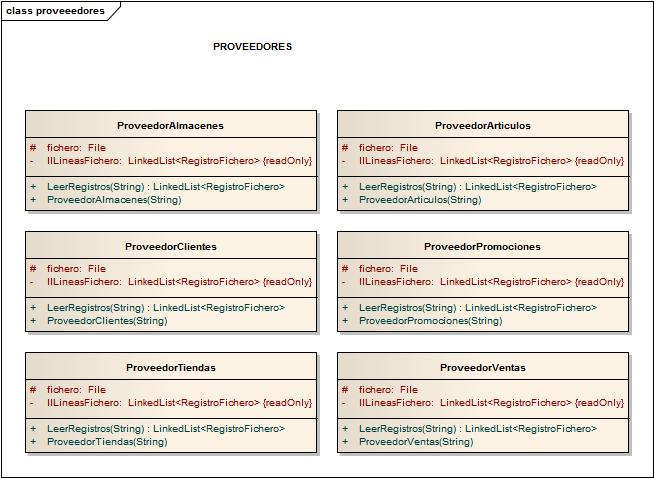 class proveeedores
PROVEEDORES
ProveedorAlmacenes
# fichero: File
- llLineasFichero: LinkedList<RegistroFichero> {readOnly}
+ LeerRegistros(String) : LinkedList<RegistroFichero>
+ ProveedorAlmacenes(String)
ProveedorArticulos
# fichero: File
- llLineasFichero: LinkedList<RegistroFichero> {readOnly}
+ LeerRegistros(String) : LinkedList<RegistroFichero>
+ ProveedorArticulos(String)
ProveedorClientes
# fichero: File
- llLineasFichero: LinkedList<RegistroFichero> {readOnly}
+ LeerRegistros(String) : LinkedList<RegistroFichero>
+ ProveedorClientes(String)
ProveedorPromociones
# fichero: File
- llLineasFichero: LinkedList<RegistroFichero> {readOnly}
+ LeerRegistros(String) : LinkedList<RegistroFichero>
+ ProveedorPromociones(String)
ProveedorTiendas
# fichero: File
- llLineasFichero: LinkedList<RegistroFichero> {readOnly}
+ LeerRegistros(String) : LinkedList<RegistroFichero>
+ ProveedorTiendas(String)
ProveedorVentas
# fichero: File
- llLineasFichero: LinkedList<RegistroFichero> {readOnly}
+ LeerRegistros(String) : LinkedList<RegistroFichero>
+ ProveedorVentas(String)